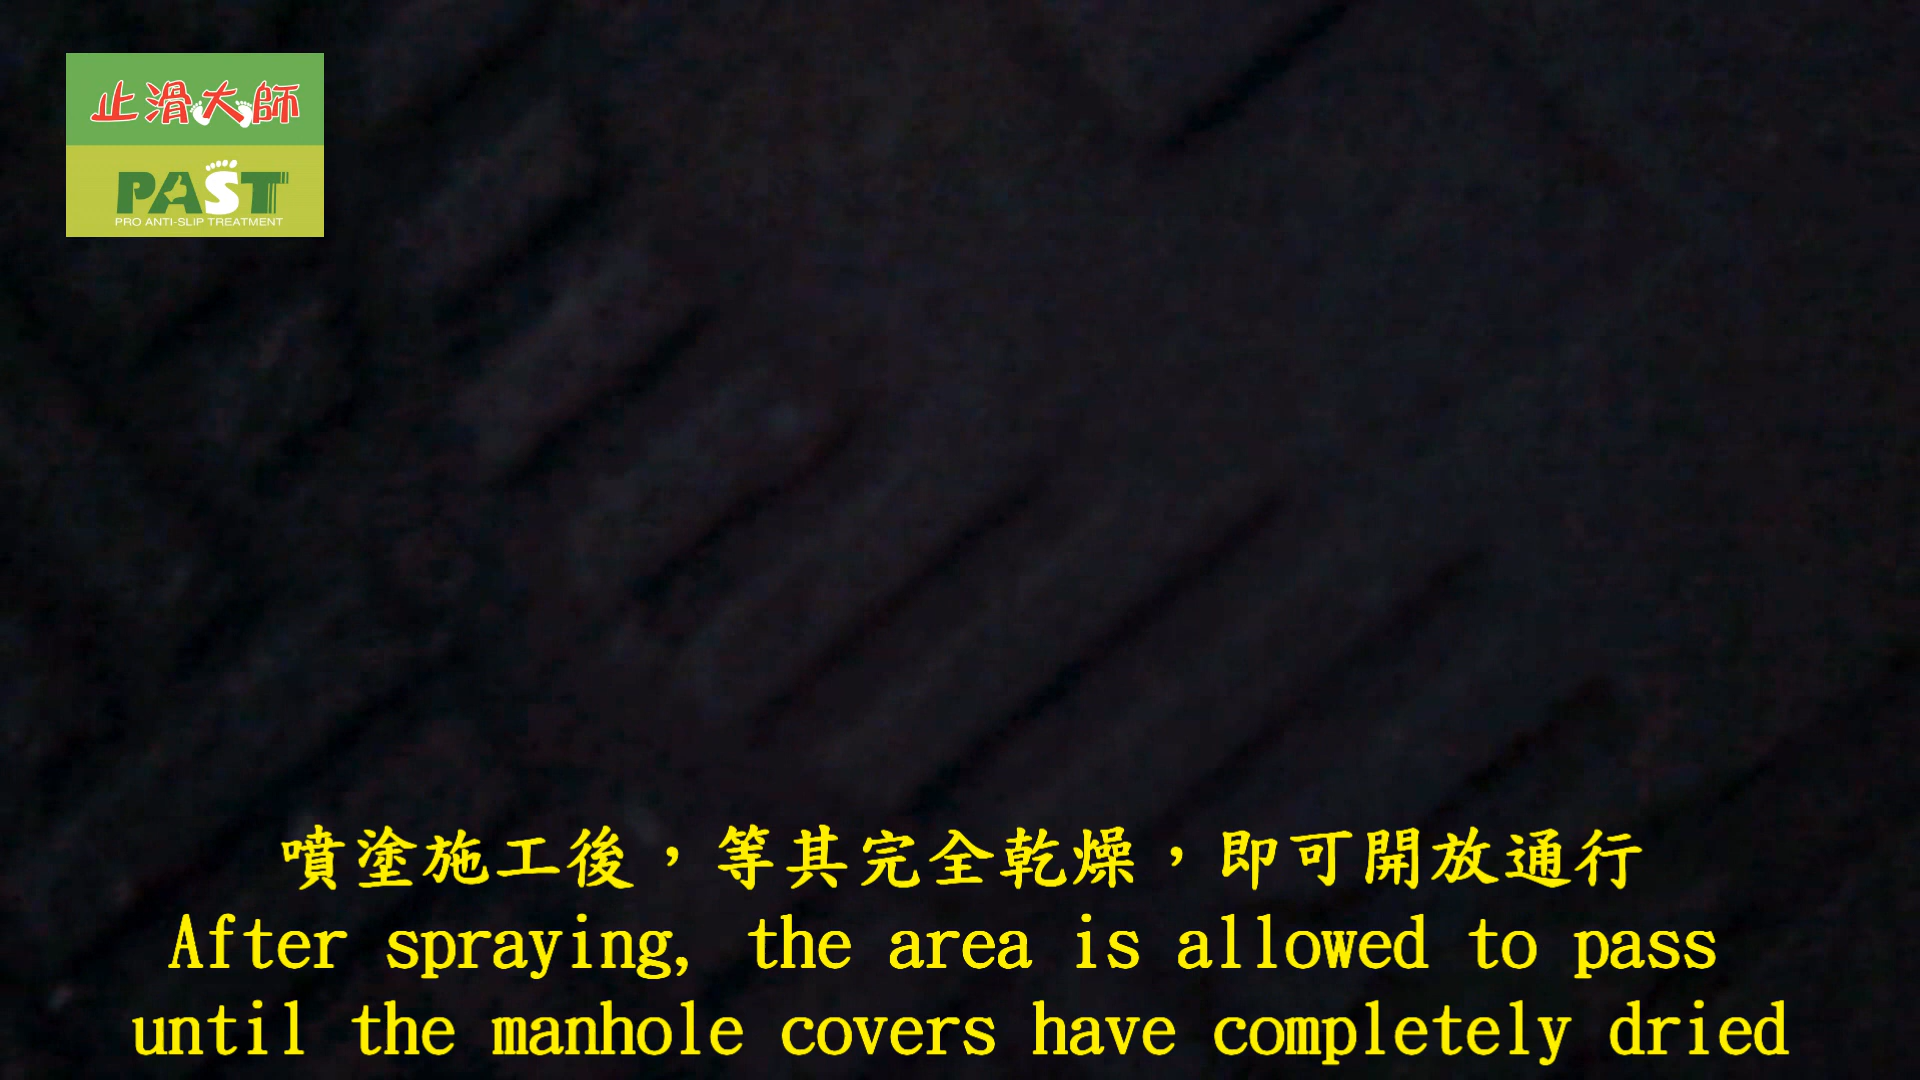 止滑大師
PAST
PRO ANTI-SLIP TREATMENT
噴塗施工後，等其完全乾燥，即可開放通行
After spraying, the area is allowed to pass
until the manhole covers have completely dried